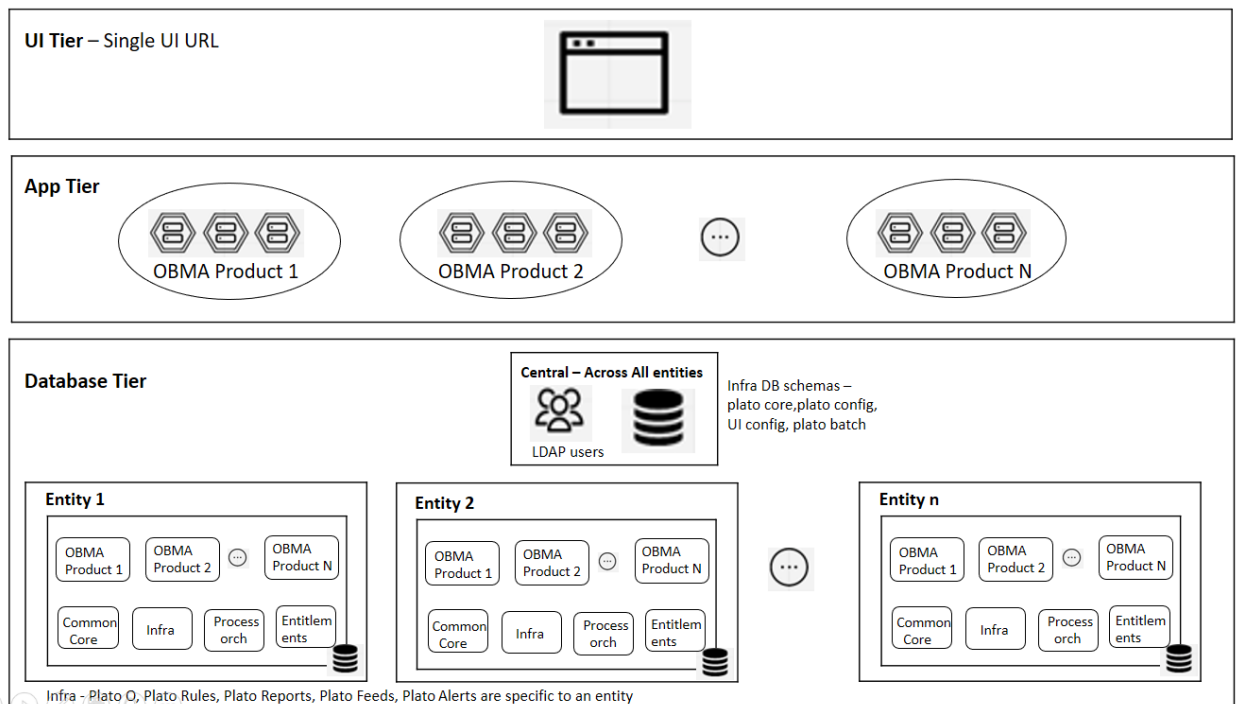 UI Tier – Single UI URL
App Tier
OBMA Product 1
OBMA Product 2
OBMA Product N
Database Tier
Central – Across All entities
LDAP users
Infra DB schemas –
plato core,plato config,
UI config, plato batch
Entity 1
OBMA
Product 1
OBMA
Product 2
OBMA
Product N
Common
Core
Infra
Process
orch
Entitlem
ents
Entity 2
OBMA
Product 1
OBMA
Product 2
OBMA
Product N
Common
Core
Infra
Process
orch
Entitlem
ents
Entity n
OBMA
Product 1
OBMA
Product 2
OBMA
Product N
Common
Core
Infra
Process
orch
Entitlem
ents
Infra - Plato O, Plato Rules, Plato Reports, Plato Feeds, Plato Alerts are specific to an entity